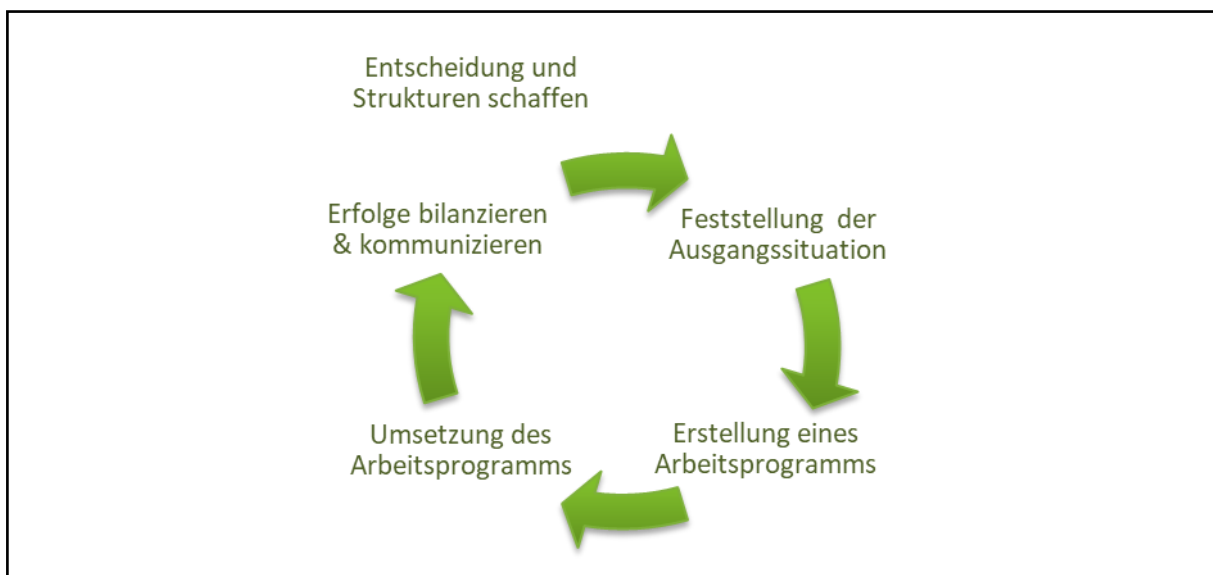 Entscheidung und
Strukturen schaffen
Erfolge bilanzieren
& kommunizieren
Feststellung  der
Ausgangssituation
Umsetzung des
Arbeitsprogramms
Erstellung eines
Arbeitsprogramms